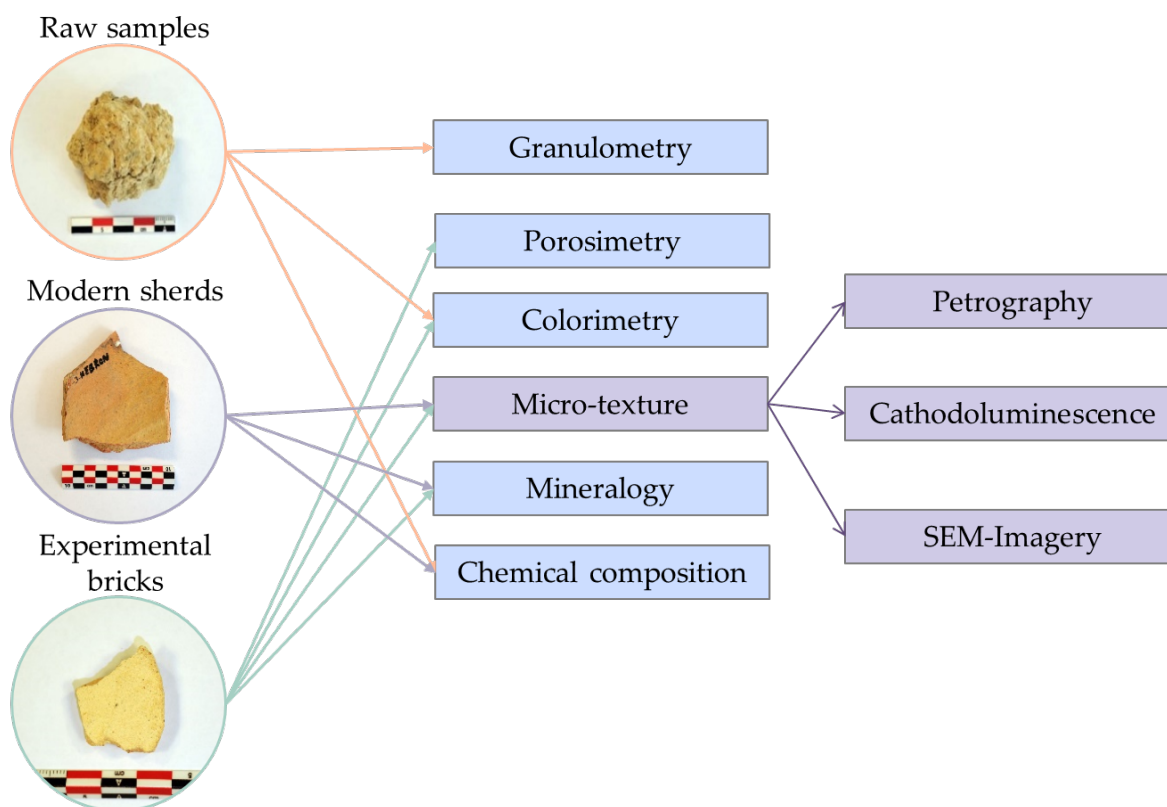 Raw samples
Modern sherds
Experimental
bricks
Granulometry
Porosimetry
Colorimetry
Micro-texture
Mineralogy
Chemical composition
Petrography
Cathodoluminescence
SEM-Imagery